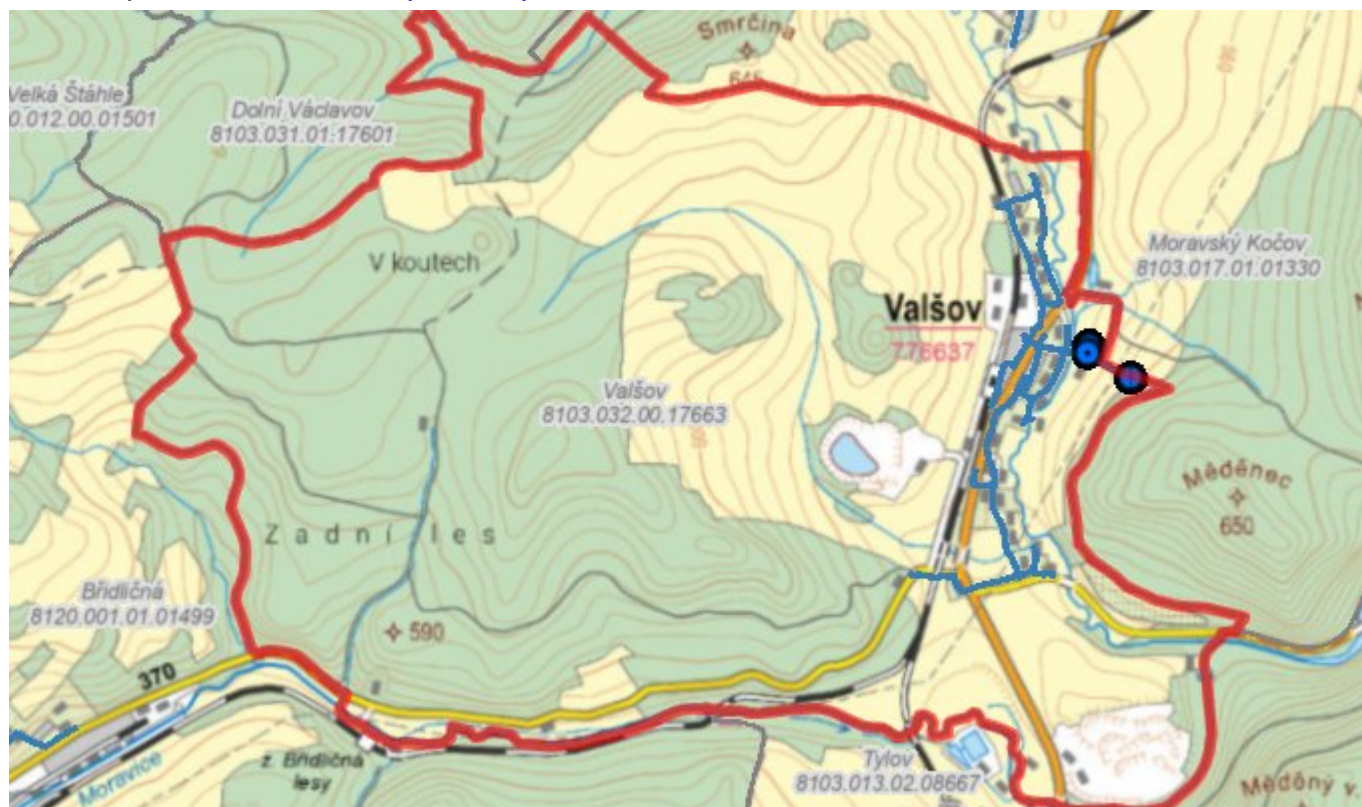 Smrčina
645
560
Velká Štáhle
0.012.00.01501
Dolní Václavov
8103.031.01.17601
Moravský Kočov
8103.017.01.01330
V koutech
Valšov
776637
Valšov
8103.032.00.17663
Měděnec
650
Zadní les
Břidličná
8120.001.01.01499
590
370
z. Břidličná
lesy
Moravice
Tylov
8103.013.02.08667
Měděný v.